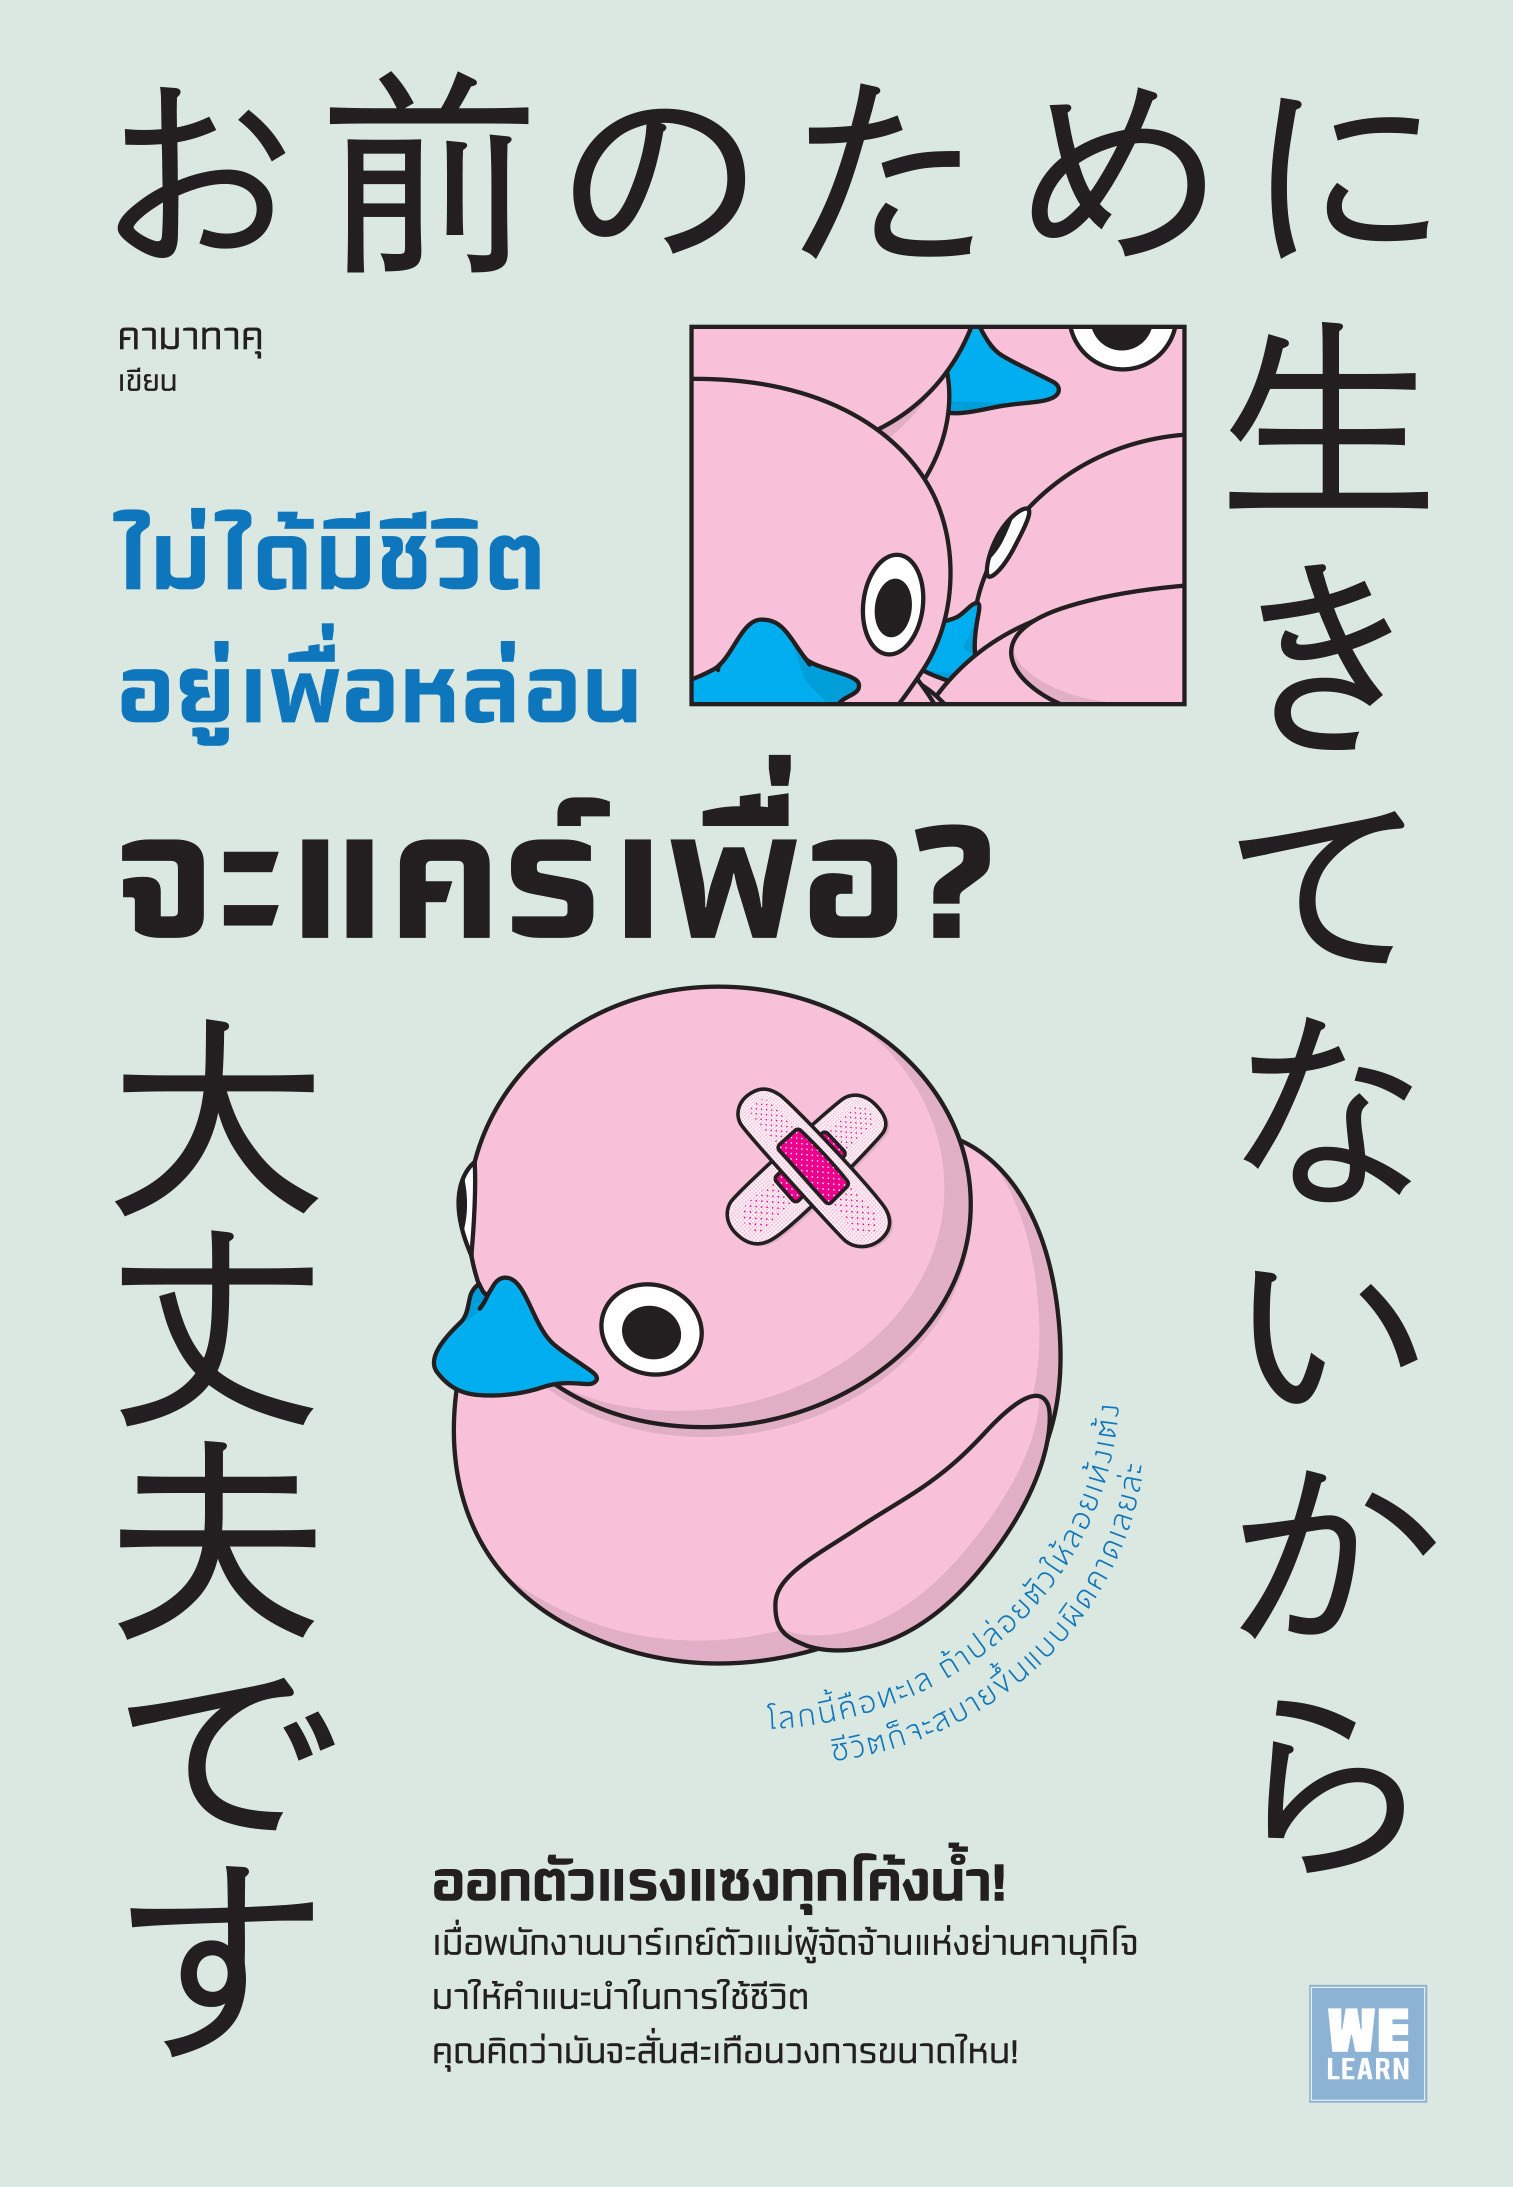 お前のために
生きてないから
大丈夫です
คามาทาคุ
เขียน
ไม่ได้มีชีวิต
อยู่เพื่อหล่อน
จะแคร์เพื่อ?
โลกนี้คือทะเล ถ้าปล่อยตัวให้ลอยเท้งเต้ง
ชีวิตก็จะสบายขึ้นแบบผิดคาดเลยล่ะ
ออกตัวแรงแซงทุกโค้งน้ำ!
เมื่อพนักงานบาร์เกย์ตัวแม่ผู้จัดจ้านแห่งย่านคาบุกิโจ
มาให้คำแนะนำในการใช้ชีวิต
คุณคิดว่ามันจะสั่นสะเทือนวงการขนาดไหน!
WE
LEARN